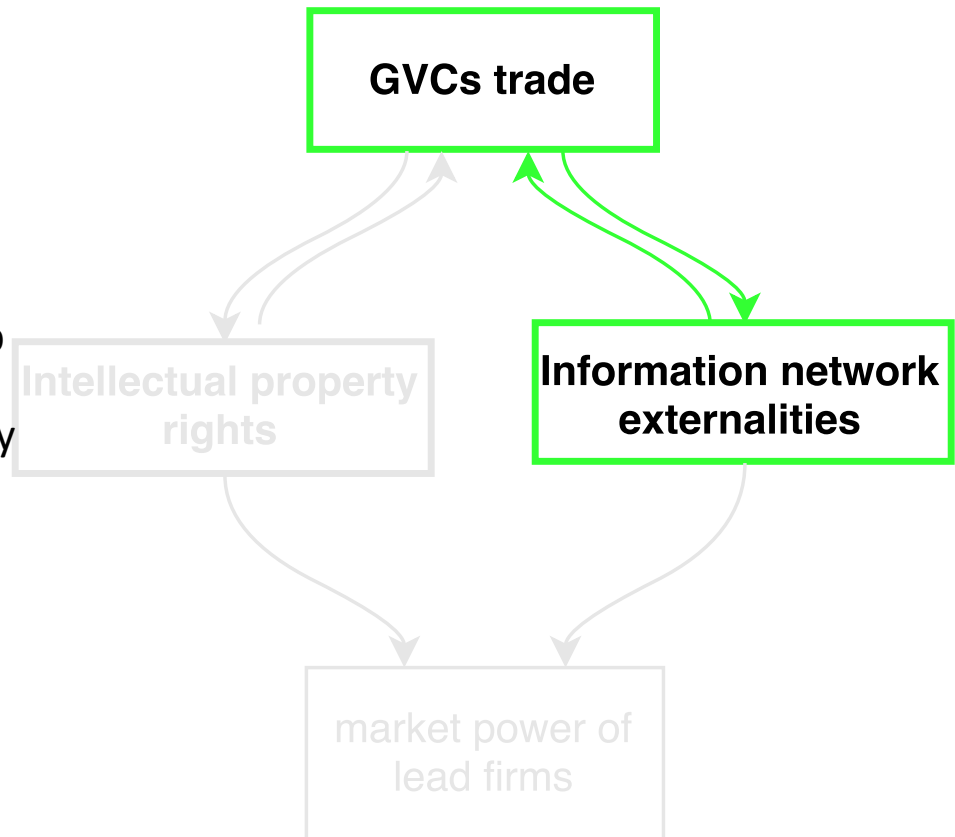 GVCs trade
Intellectual property
rights
Information network
externalities
y
market power of
lead firms